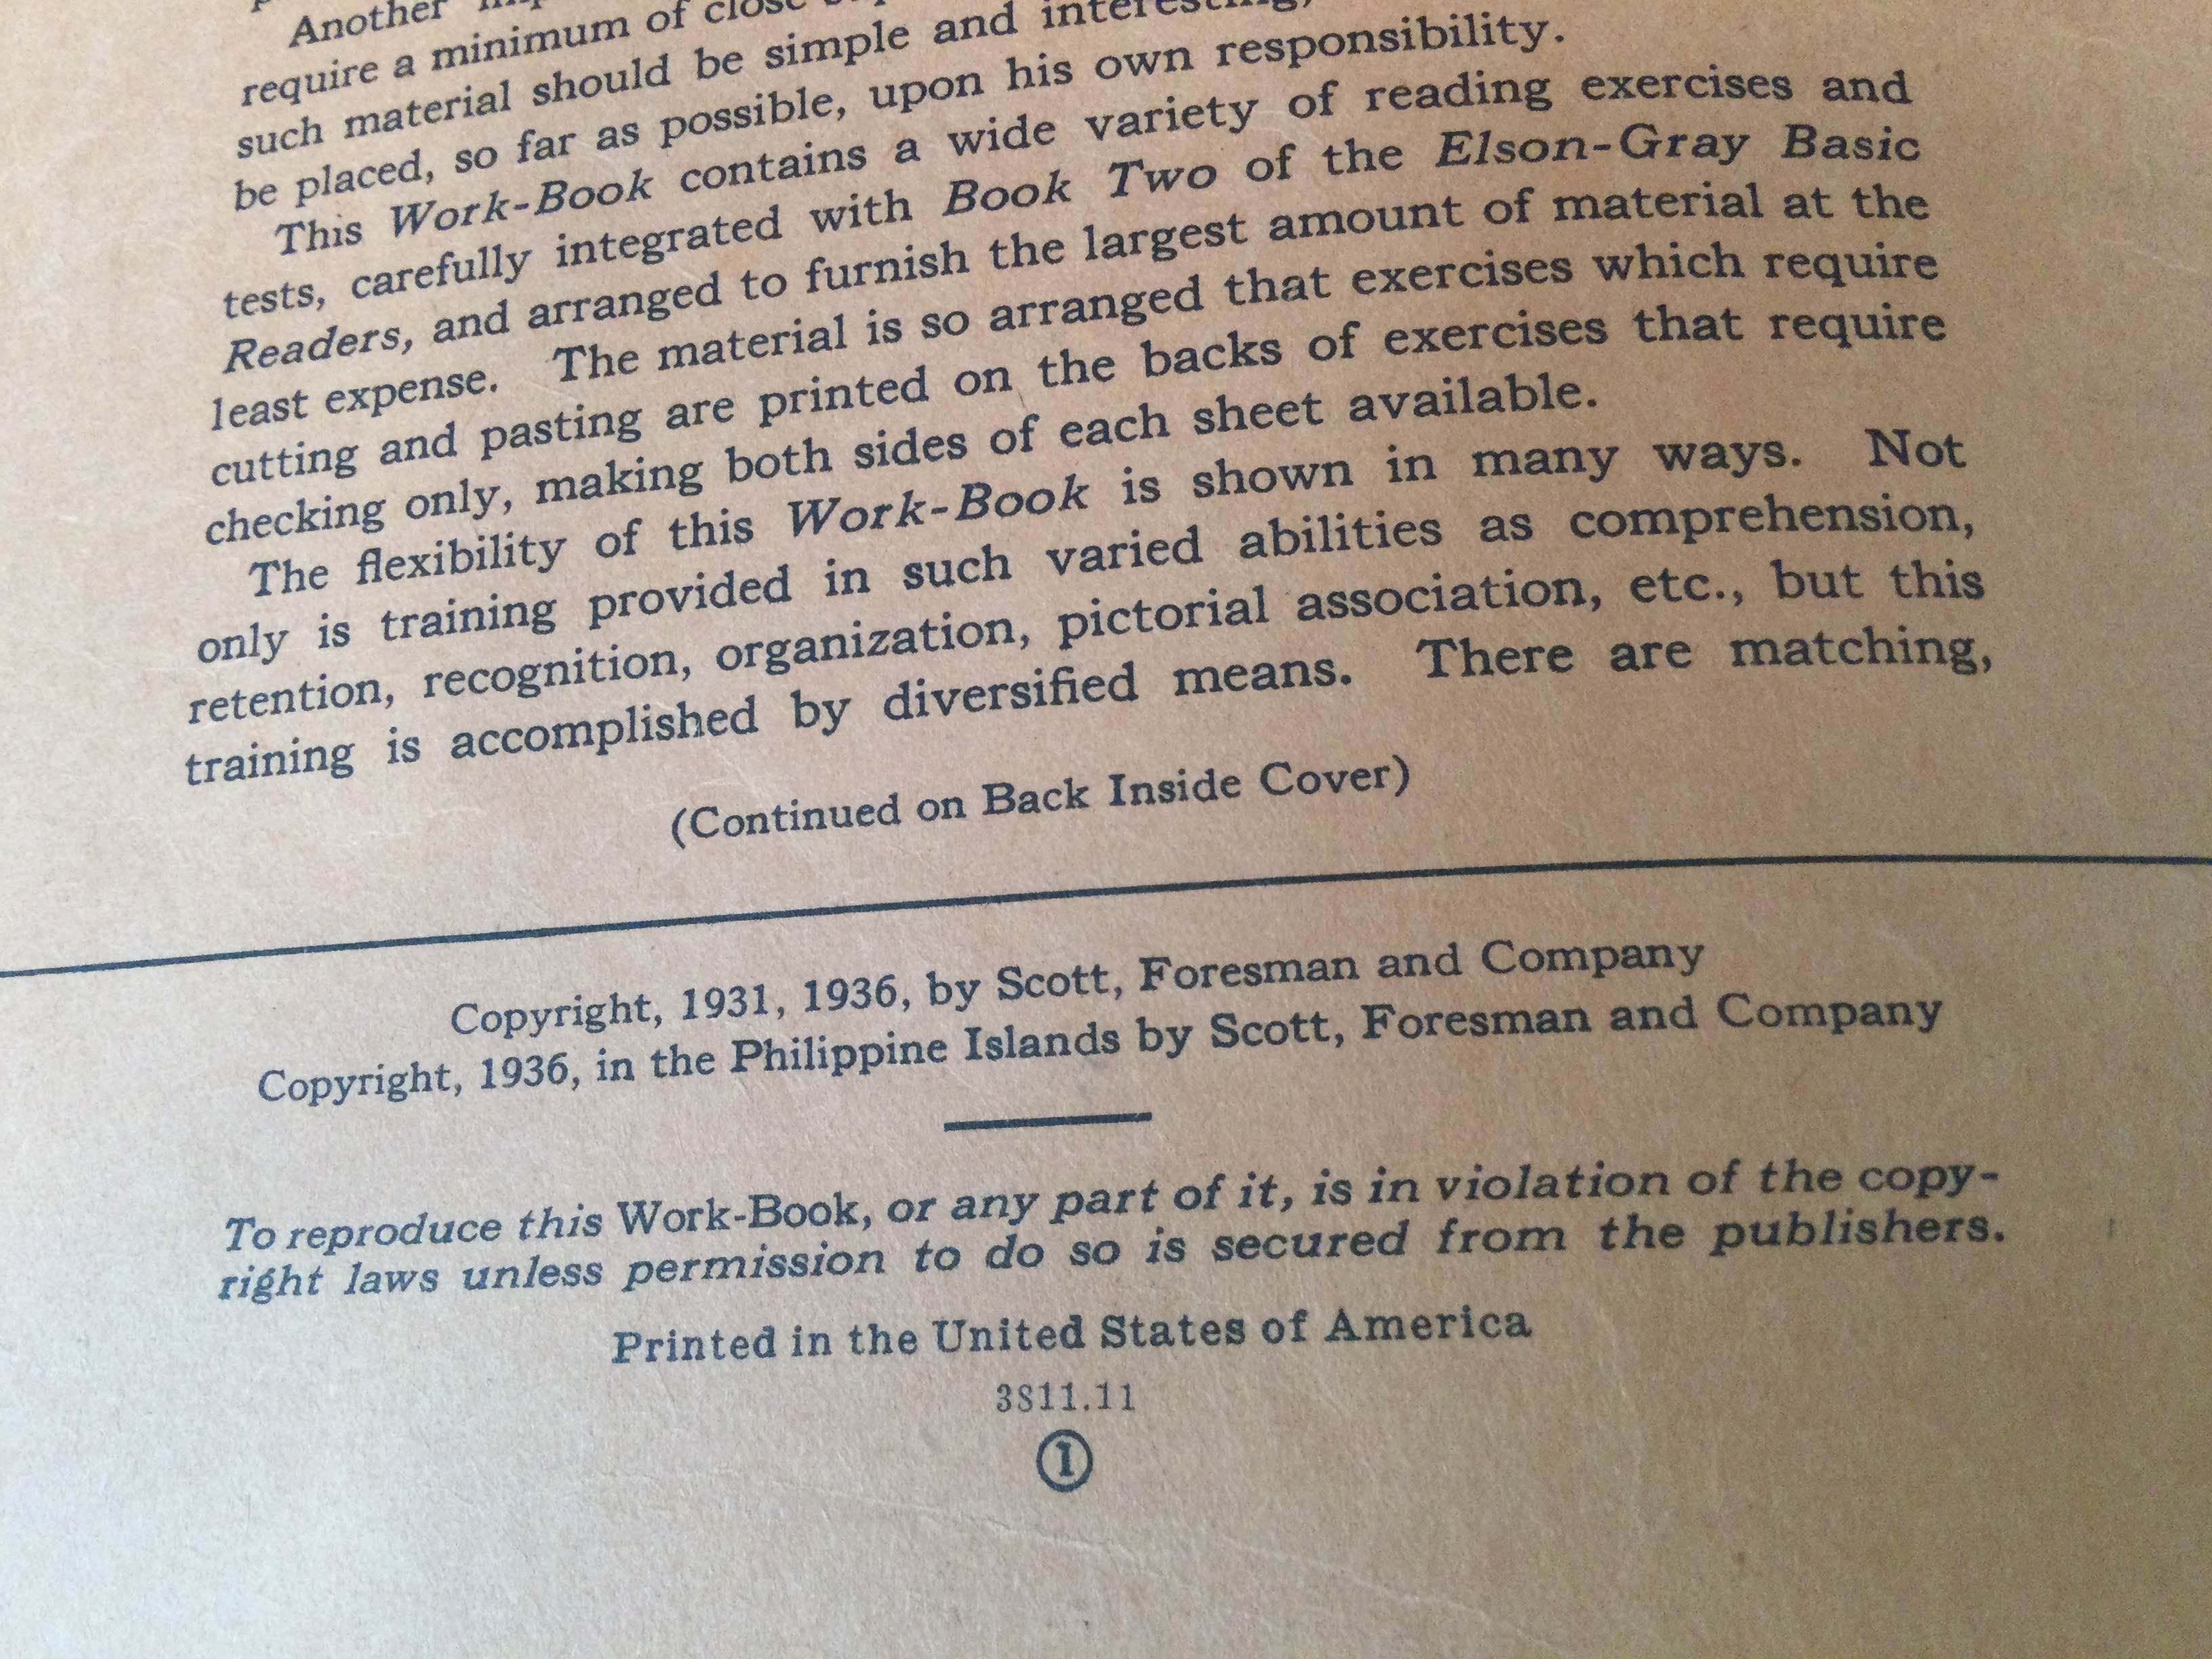 Another
require a minimum of close
such material should be simple and interesting,
be placed, so far as possible, upon his own responsibility.
This Work-Book contains a wide variety of reading exercises and
tests, carefully integrated with Book Two of the Elson-Gray Basic
Readers, and arranged to furnish the largest amount of material at the
least expense. The material is so arranged that exercises which require
cutting and pasting are printed on the backs of exercises that require
checking only, making both sides of each sheet available.
The flexibility of this Work-Book is shown in many ways. Not
only is training provided in such varied abilities as comprehension,
retention, recognition, organization, pictorial association, etc., but this
training is accomplished by diversified means. There are matching,
(Continued on Back Inside Cover)
Copyright, 1931, 1936, by Scott, Foresman and Company
Copyright, 1936, in the Philippine Islands by Scott, Foresman and Company
To reproduce this Work-Book, or any part of it, is in violation of the copy-
right laws unless permission to do so is secured from the publishers.
Printed in the United States of America
3S11.11
1